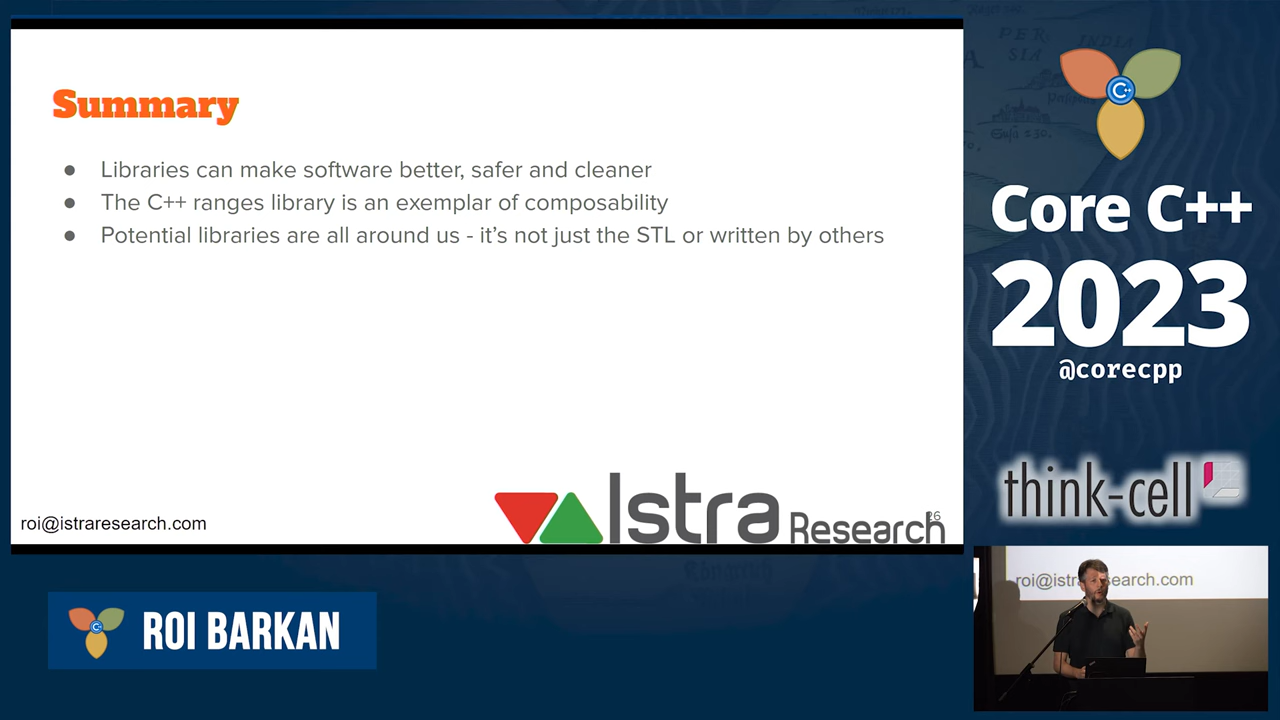 Summary
● Libraries can make software better, safer and cleaner
● The C++ ranges library is an exemplar of composability
● Potential libraries are all around us - it's not just the STL or written by others
roi@istraresearch.com
Istra Research
26
C++
Core C++
2023
@corecpp
think-cell
roi@istraresearch.com
C++
ROI BARKAN